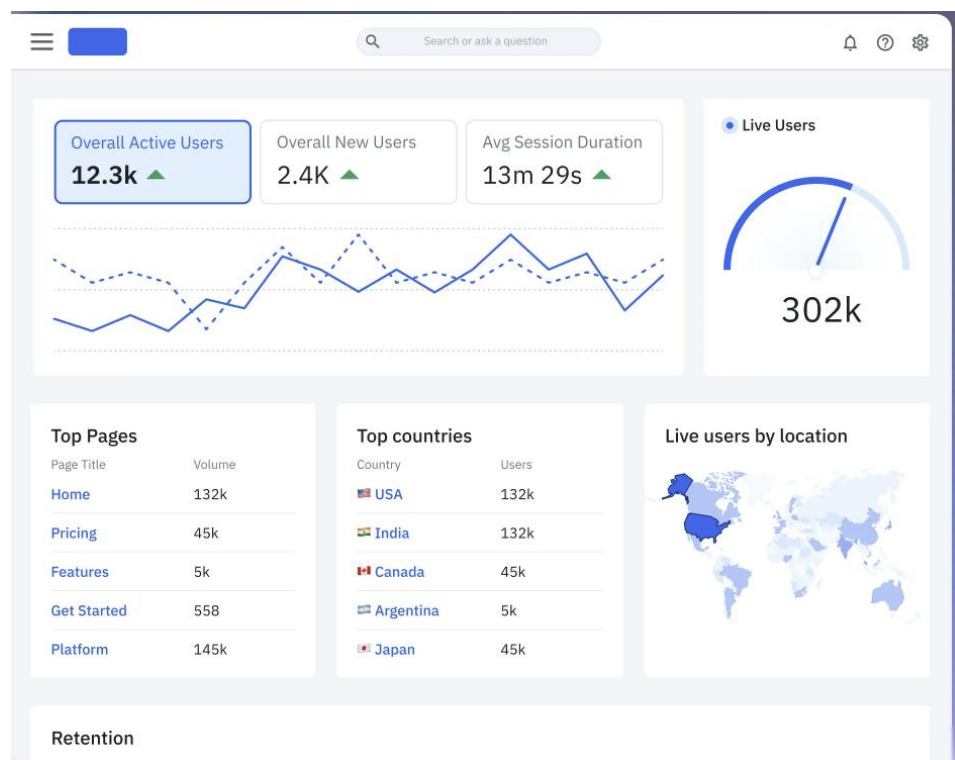 Search or ask a question
Overall Active Users
12.3k
Overall New Users
2.4K
Avg Session Duration
13m 29s
Live Users
302k
Top Pages
Page Title Volume
Home 132k
Pricing 45k
Features 5k
Get Started 558
Platform 145k
Top countries
Country Users
USA 132k
India 132k
Canada 45k
Argentina 5k
Japan 45k
Live users by location
Retention